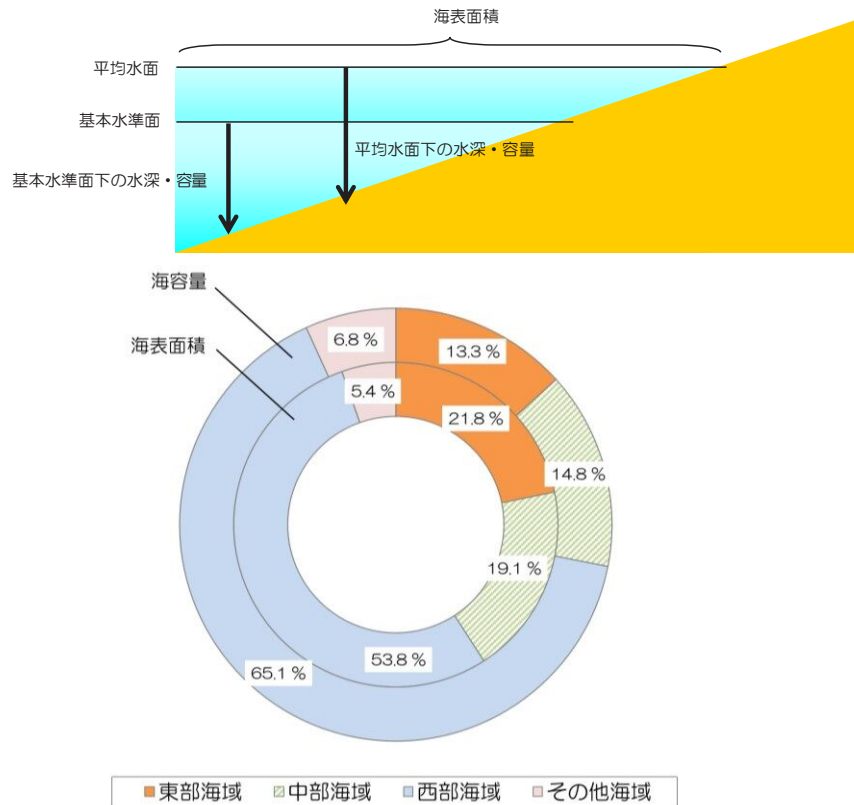 海表面積
平均水面
基本水準面
平均水面下の水深・容量
基本水準面下の水深・容量
海容量
海表面積
6.8 %
13.3 %
5.4 %
21.8 %
14.8 %
19.1 %
53.8 %
65.1 %
東部海域 中部海域 西部海域 その他海域